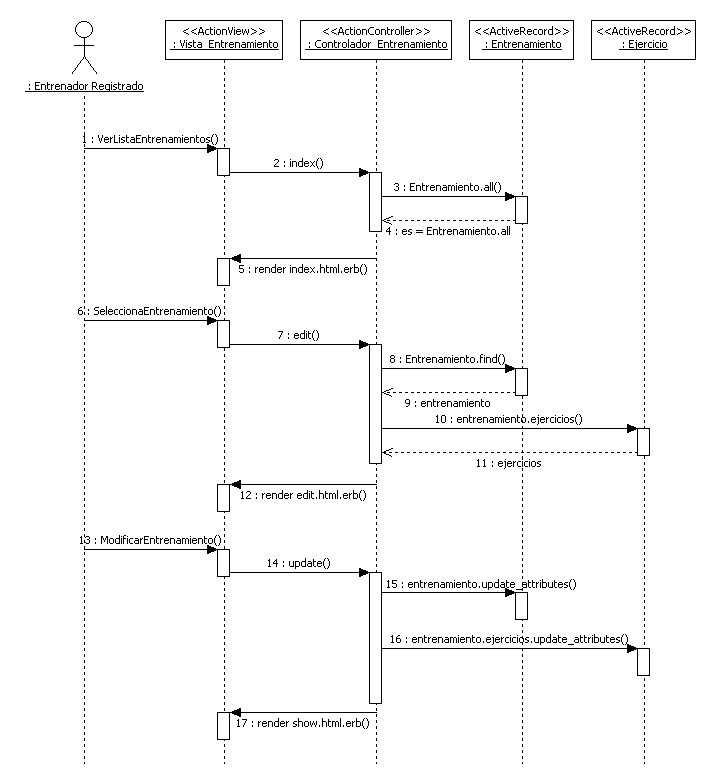 <<ActionView>>
: Vista_Entrenamiento
<<ActionController>>
: Controlador_Entrenamiento
<<ActiveRecord>>
: Entrenamiento
<<ActiveRecord>>
: Ejercicio
: Entrenador Registrado
1 : VerListaEntrenamientos()
2 : index()
3 : Entrenamiento.all()
4 : es = Entrenamiento.all
5 : render index.html.erb()
6 : SeleccionaEntrenamiento()
7 : edit()
8 : Entrenamiento.find()
9 : entrenamiento
10 : entrenamiento.ejercicios()
11 : ejercicios
12 : render edit.html.erb()
13 : ModificarEntrenamiento()
14 : update()
15 : entrenamiento.update_attributes()
16 : entrenamiento.ejercicios.update_attributes()
17 : render show.html.erb()